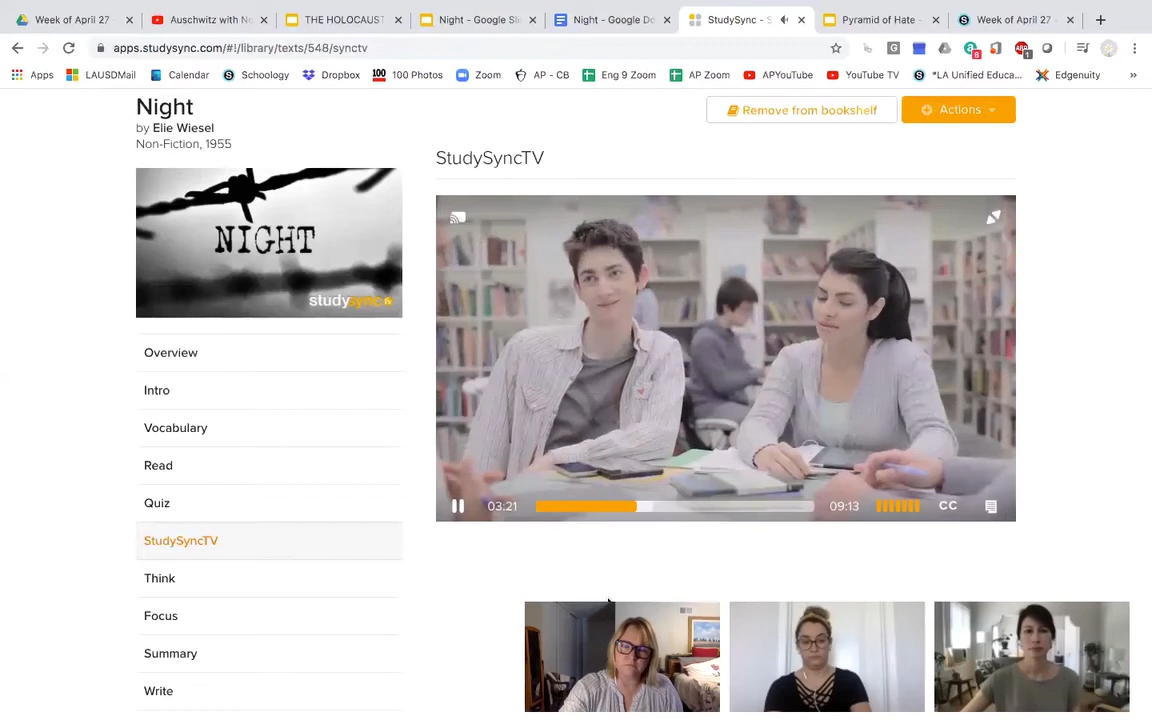 Week of April 27
Auschwitz with Ne
THE HOLOCAUST
Night - Google Sli
Night - Google Do
StudySync - S
Pyramid of Hate -
Week of April 27 -
apps.studysync.com/#!/library/texts/548/synctv
Apps
LAUSDMail
Calendar
Schoology
Dropbox
100 Photos
Zoom
AP - CB
Eng 9 Zoom
AP Zoom
APYouTube
YouTube TV
*LA Unified Educa...
Edgenuity
»
Night
by Elie Wiesel
Non-Fiction, 1955
Remove from bookshelf
Actions
StudySyncTV
NIGHT
studysync tv
Overview
Intro
Vocabulary
Read
Quiz
StudySyncTV
Think
Focus
Summary
Write
03:21
09:13
CC